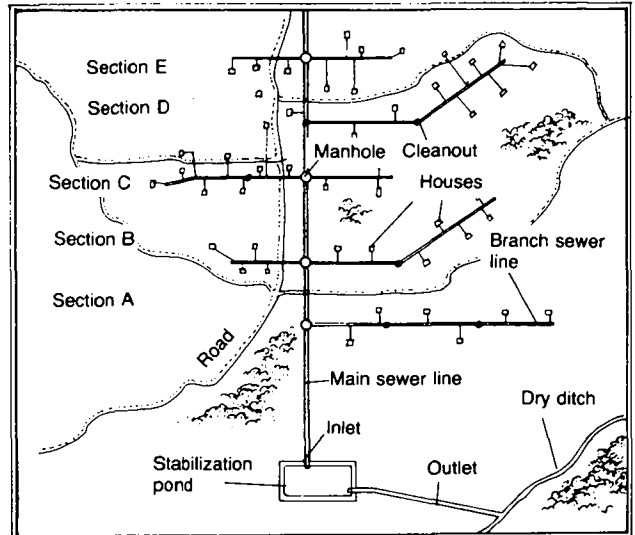 Section E
Section D
Manhole
Cleanout
Section C
Houses
Section B
Branch sewer
line
Section A
Road
Main sewer line
Inlet
Dry ditch
Stabilization
pond
Outlet